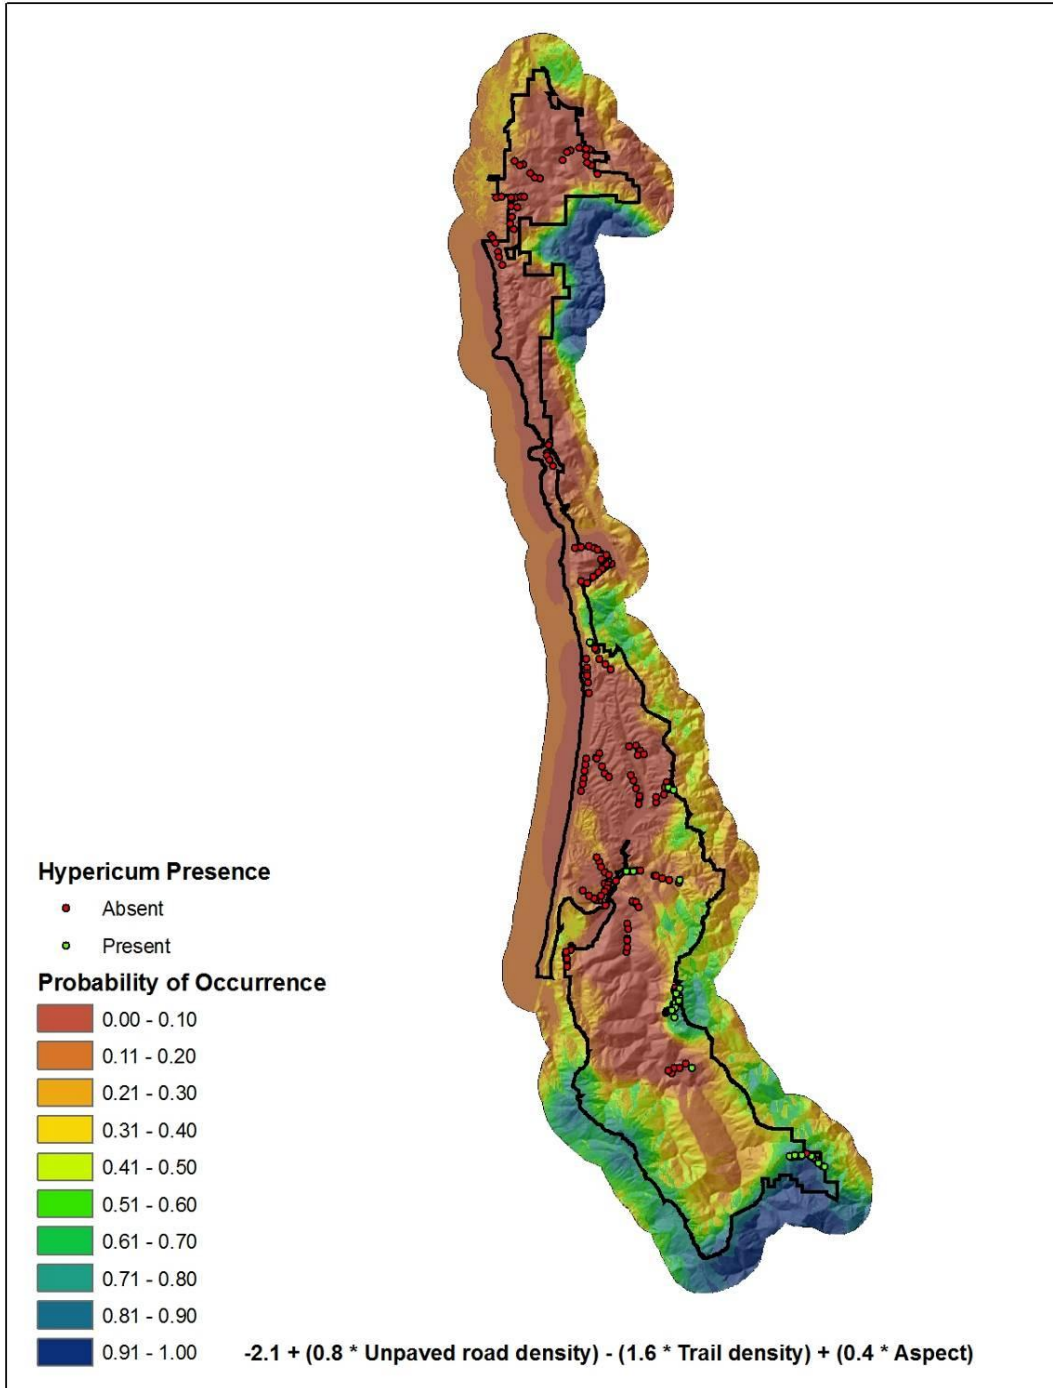 Hypericum Presence
Absent
Present
Probability of Occurrence
0.00 - 0.10
0.11 - 0.20
0.21 - 0.30
0.31 - 0.40
0.41 - 0.50
0.51 - 0.60
0.61 - 0.70
0.71 - 0.80
0.81 - 0.90
0.91 - 1.00
-2.1 + (0.8 * Unpaved road density) - (1.6 * Trail density) + (0.4 * Aspect)